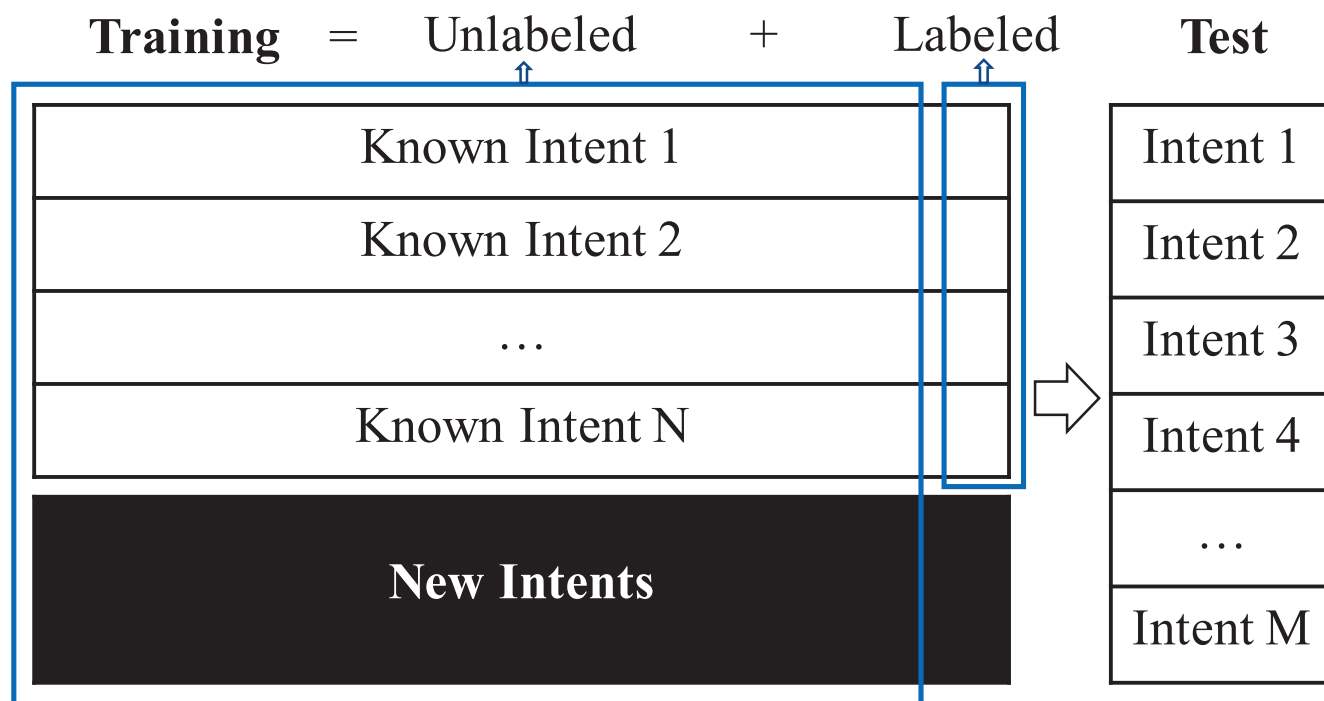 Training = Unlabeled + Labeled Test
Known Intent 1
Known Intent 2
…
Known Intent N
New Intents
Intent 1
Intent 2
Intent 3
Intent 4
…
Intent M